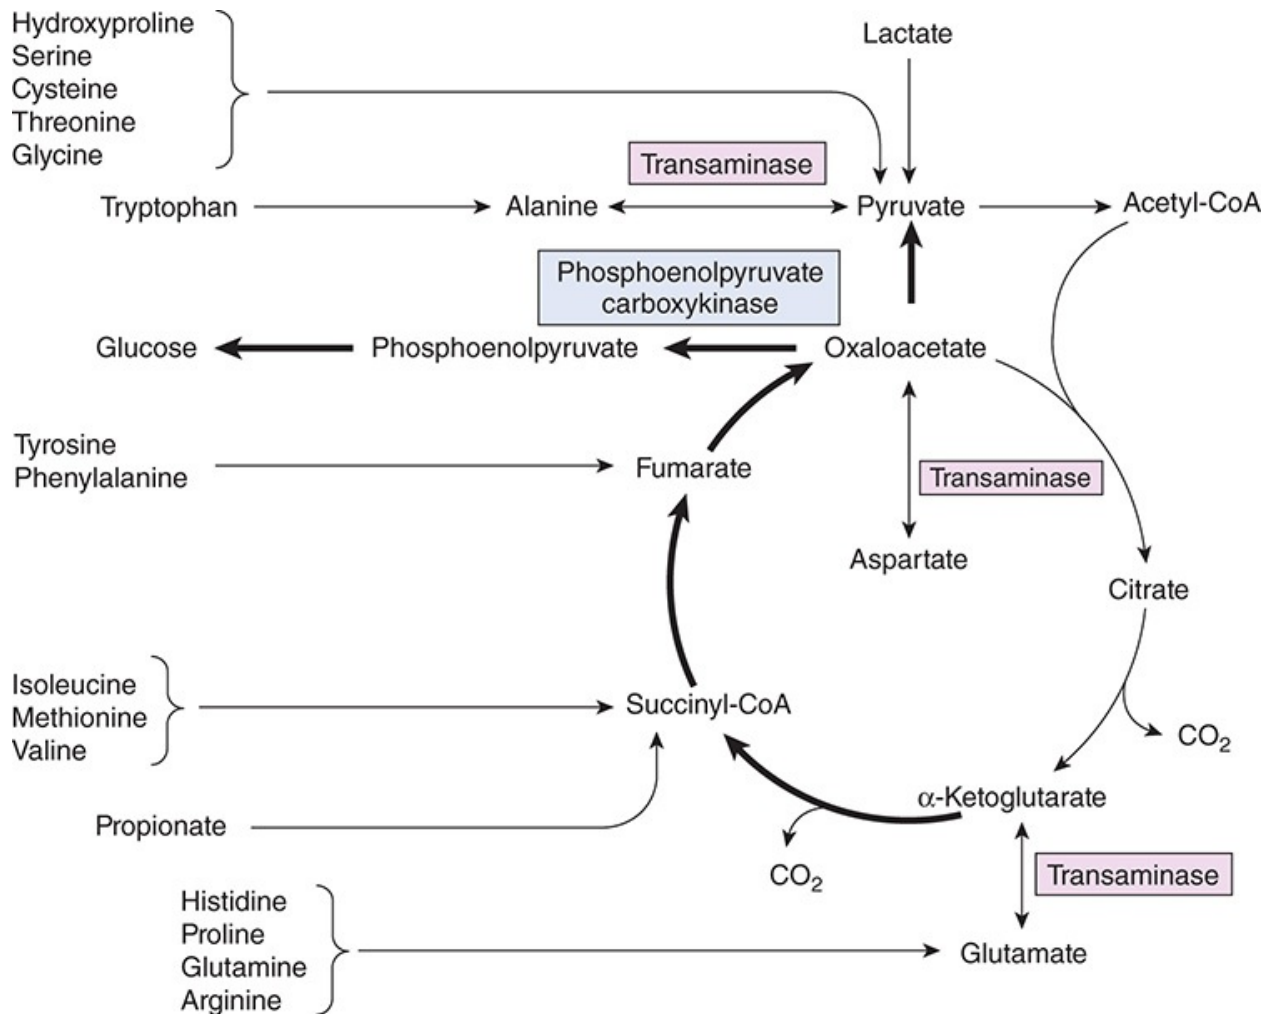 Hydroxyproline
Serine
Cysteine
Threonine
Glycine
Lactate
Transaminase
Tryptophan
Alanine
Pyruvate
Acetyl-CoA
Phosphoenolpyruvate
carboxykinase
Glucose
Phosphoenolpyruvate
Oxaloacetate
Tyrosine
Phenylalanine
Fumarate
Transaminase
Aspartate
Citrate
Isoleucine
Methionine
Valine
Succinyl-CoA
CO₂
Propionate
α-Ketoglutarate
CO₂
Transaminase
Histidine
Proline
Glutamine
Arginine
Glutamate